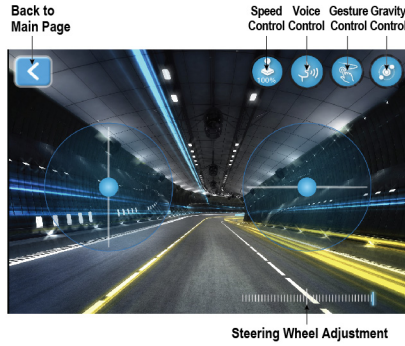 Back to
Main Page
Speed
Control
Voice
Control
Gesture
Control
Gravity
Control
100%
Steering Wheel Adjustment